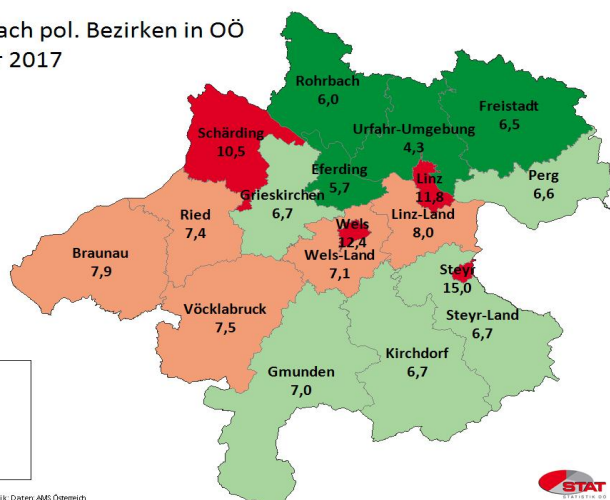 ach pol. Bezirken in OÖ
r 2017
Rohrbach
6,0
Freistadt
6,5
Urfahr-Umgebung
4,3
Schärding
10,5
Eferding
5,7
Perg
6,6
Linz
11,8
Grieskirchen
6,7
Ried
7,4
Linz-Land
8,0
Wels
12,4
Wels-Land
7,1
Braunau
7,9
Steyr
15,0
Vöcklabruck
7,5
Steyr-Land
6,7
Kirchdorf
6,7
Gmunden
7,0
STAT
STATISTIK OÖ
ik; Daten: AMS Österreich